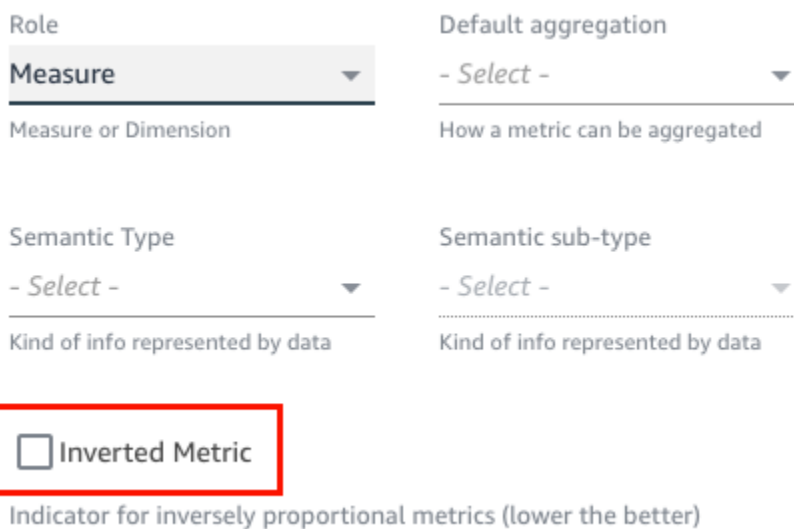 Role
Default aggregation
Measure
- Select -
Measure or Dimension
How a metric can be aggregated
Semantic Type
Semantic sub-type
- Select -
- Select -
Kind of info represented by data
Kind of info represented by data
Inverted Metric
Indicator for inversely proportional metrics (lower the better)